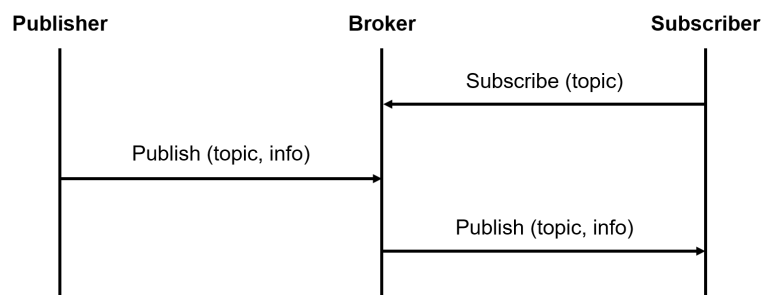 Publisher Broker Subscriber
Subscribe (topic)
Publish (topic, info)
Publish (topic, info)